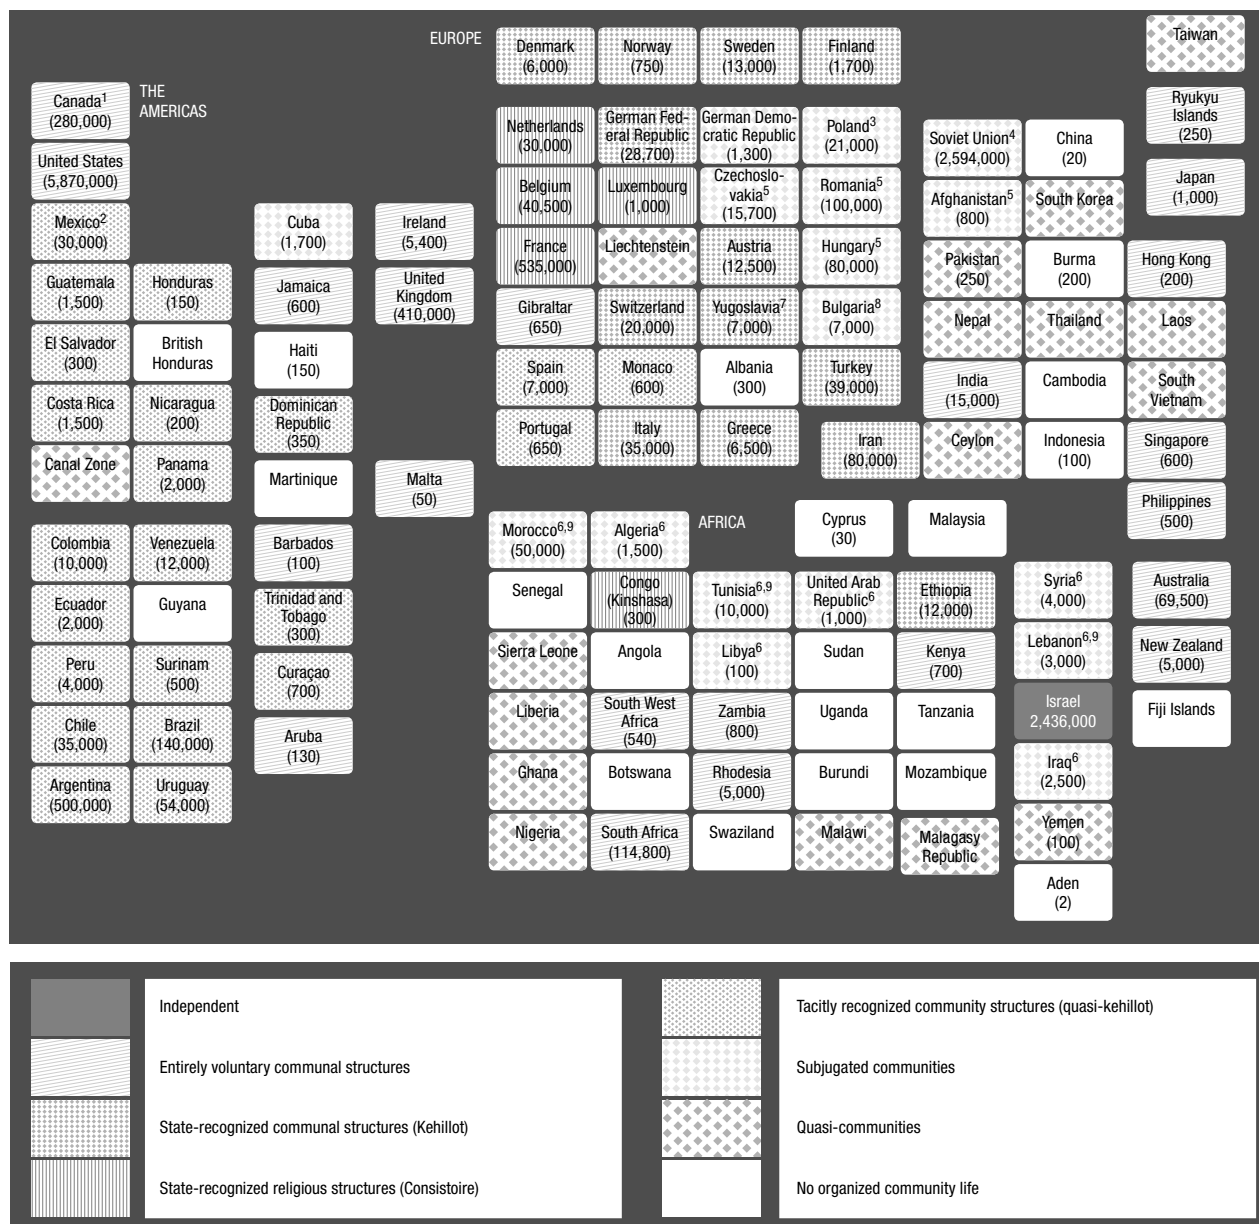 EUROPE
Denmark
(6,000)
Norway
(750)
Sweden
(13,000)
Finland
(1,700)
Taiwan
Canada¹
(280,000)
THE
AMERICAS
Ryukyu
Islands
(250)
Netherlands
(30,000)
German Fed-
eral Republic
(28,700)
German Demo-
cratic Republic
(1,300)
Poland³
(21,000)
Soviet Union⁴
(2,594,000)
China
(20)
United States
(5,870,000)
Japan
(1,000)
Belgium
(40,500)
Luxembourg
(1,000)
Czechoslo-
vakia⁵
(15,700)
Romania⁵
(100,000)
Afghanistan⁵
(800)
South Korea
Mexico²
(30,000)
Cuba
(1,700)
Ireland
(5,400)
France
(535,000)
Liechtenstein
Austria
(12,500)
Hungary⁵
(80,000)
Pakistan
(250)
Burma
(200)
Hong Kong
(200)
Guatemala
(1,500)
Honduras
(150)
Jamaica
(600)
United
Kingdom
(410,000)
Gibraltar
(650)
Switzerland
(20,000)
Yugoslavia⁷
(7,000)
Bulgaria⁸
(7,000)
Nepal
Thailand
Laos
El Salvador
(300)
British
Honduras
Haiti
(150)
Spain
(7,000)
Monaco
(600)
Albania
(300)
Turkey
(39,000)
India
(15,000)
Cambodia
South
Vietnam
Costa Rica
(1,500)
Nicaragua
(200)
Dominican
Republic
(350)
Portugal
(650)
Italy
(35,000)
Greece
(6,500)
Iran
(80,000)
Ceylon
Indonesia
(100)
Singapore
(600)
Canal Zone
Panama
(2,000)
Martinique
Malta
(50)
Philippines
(500)
Morocco⁶,⁹
(50,000)
Algeria⁶
(1,500)
AFRICA
Cyprus
(30)
Malaysia
Colombia
(10,000)
Venezuela
(12,000)
Barbados
(100)
Senegal
Congo
(Kinshasa)
(300)
Tunisia⁶,⁹
(10,000)
United Arab
Republic⁶
(1,000)
Ethiopia
(12,000)
Syria⁶
(4,000)
Australia
(69,500)
Ecuador
(2,000)
Guyana
Trinidad and
Tobago
(300)
Sierra Leone
Angola
Libya⁶
(100)
Sudan
Kenya
(700)
Lebanon⁶,⁹
(3,000)
New Zealand
(5,000)
Peru
(4,000)
Surinam
(500)
Curaçao
(700)
Liberia
South West
Africa
(540)
Zambia
(800)
Uganda
Tanzania
Israel
2,436,000
Fiji Islands
Chile
(35,000)
Brazil
(140,000)
Aruba
(130)
Ghana
Botswana
Rhodesia
(5,000)
Burundi
Mozambique
Iraq⁶
(2,500)
Argentina
(500,000)
Uruguay
(54,000)
Nigeria
South Africa
(114,800)
Swaziland
Malawi
Malagasy
Republic
Yemen
(100)
Aden
(2)
Independent
Entirely voluntary communal structures
State-recognized communal structures (Kehillot)
State-recognized religious structures (Consistoire)
Tacitly recognized community structures (quasi-kehillot)
Subjugated communities
Quasi-communities
No organized community life